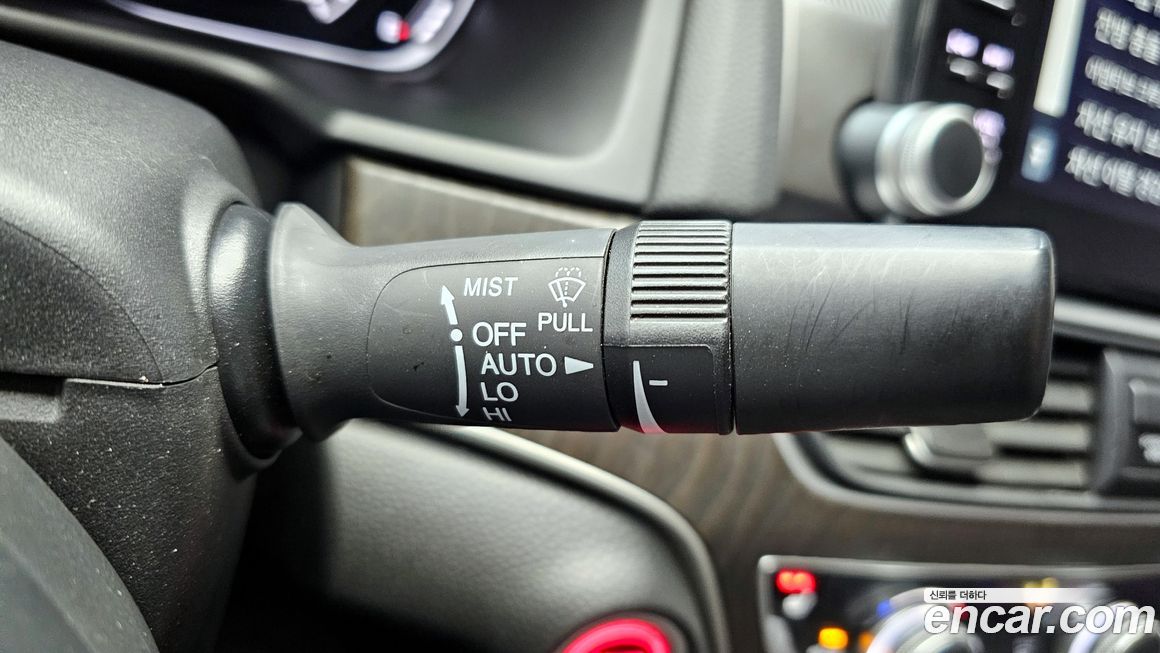 MIST
PULL
OFF
AUTO
LO
HI
신뢰를 더하다
encar.com